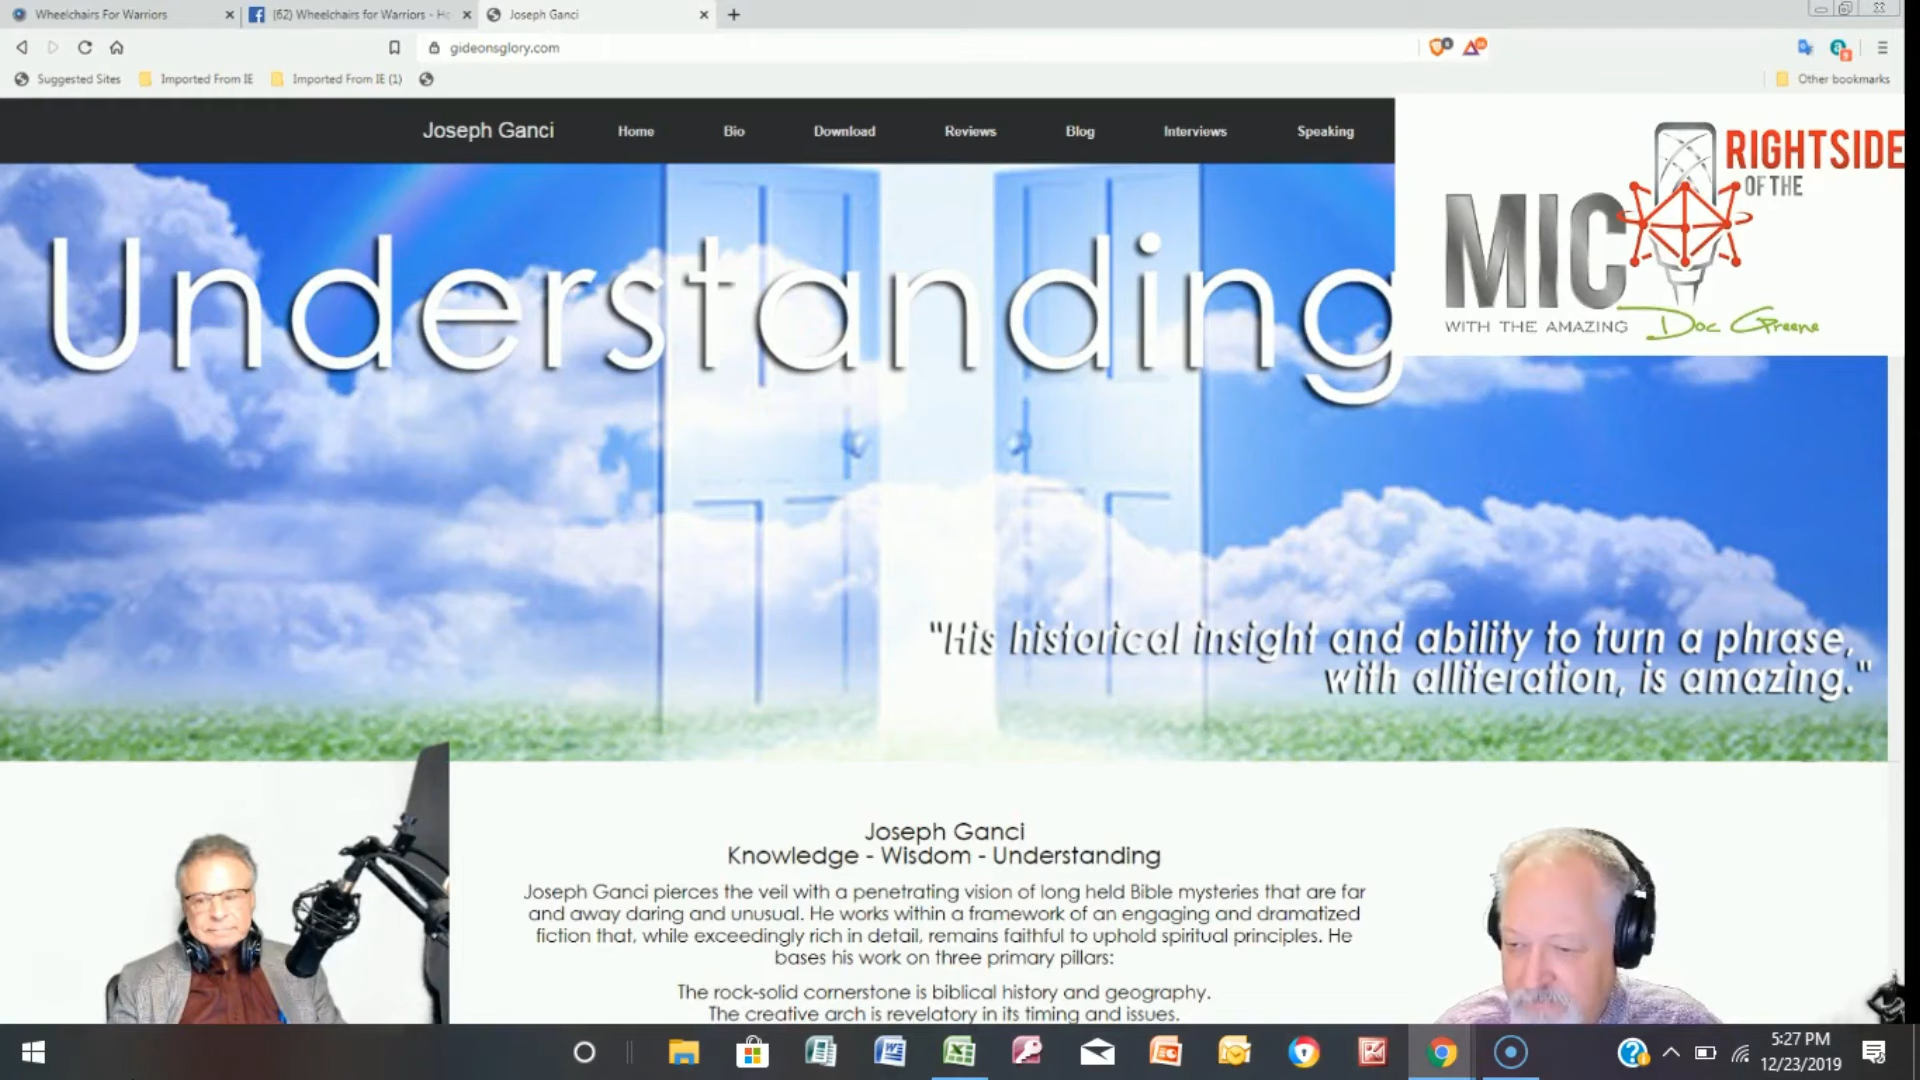 Wheelchairs For Warriors
(62) Wheelchairs for Warriors - Ho
Joseph Ganci
gideonsglory.com
Suggested Sites
Imported From IE
Imported From IE (1)
Other bookmarks
Joseph Ganci
Home
Bio
Download
Reviews
Blog
Interviews
Speaking
RIGHTSIDE
OF THE
MIC
WITH THE AMAZING Doc Greene
Understanding
"His historical insight and ability to turn a phrase,
with alliteration, is amazing."
Joseph Ganci
Knowledge - Wisdom - Understanding
Joseph Ganci pierces the veil with a penetrating vision of long held Bible mysteries that are far
and away daring and unusual. He works within a framework of an engaging and dramatized
fiction that, while exceedingly rich in detail, remains faithful to uphold spiritual principles. He
bases his work on three primary pillars:
The rock-solid cornerstone is biblical history and geography.
The creative arch is revelatory in its timing and issues.
5:27 PM
12/23/2019